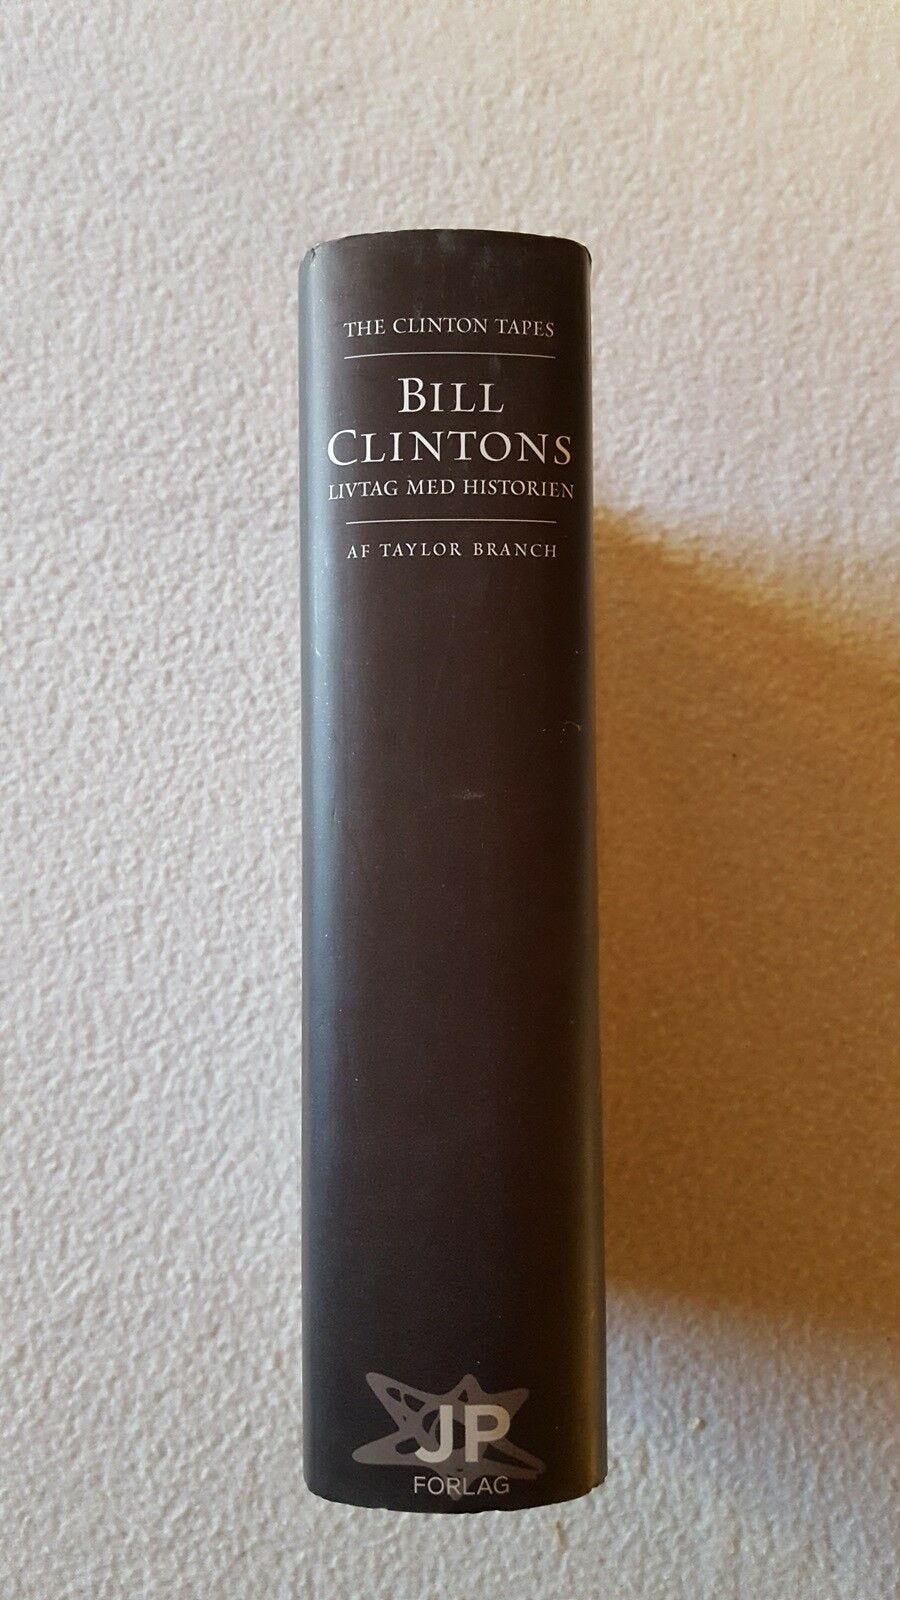 THE CLINTON TAPES
BILL
CLINTONS
LIVTAG MED HISTORIEN
AF TAYLOR BRANCH
JP
FORLAG